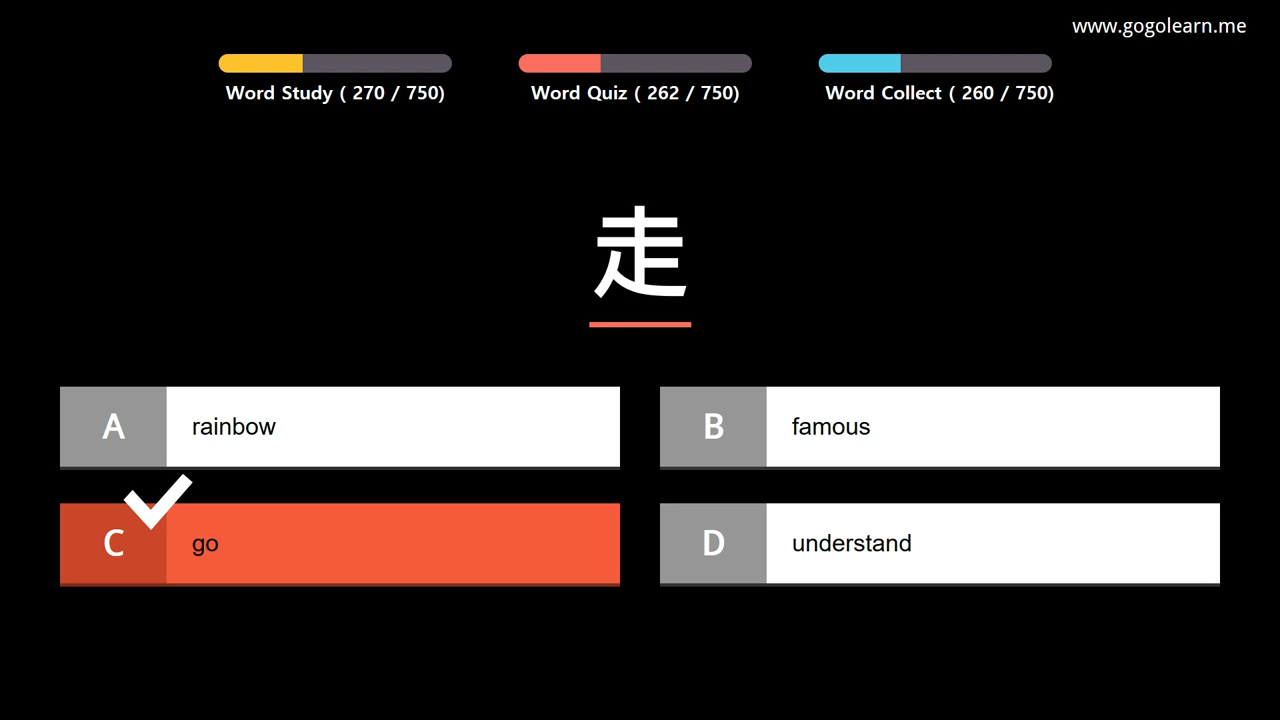 www.gogolearn.me
Word Study ( 270 / 750)
Word Quiz ( 262 / 750)
Word Collect ( 260 / 750)
走
A rainbow
B famous
C go
D understand